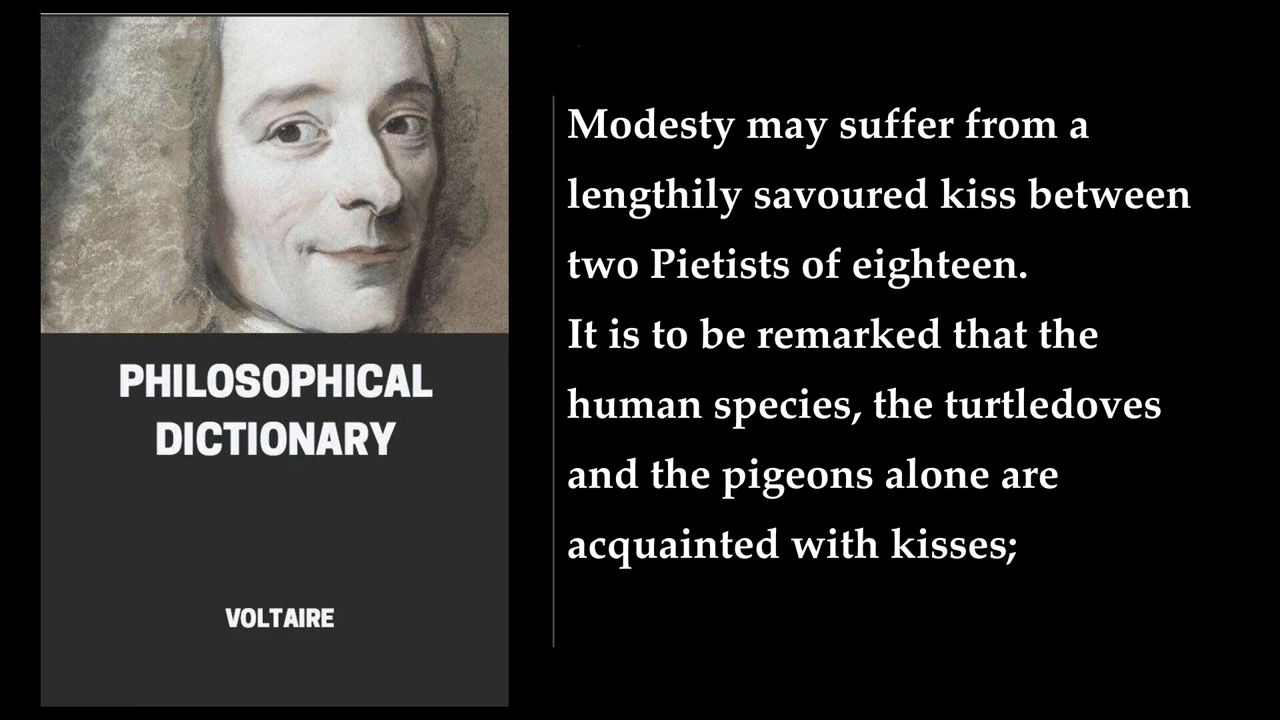 PHILOSOPHICAL
DICTIONARY
VOLTAIRE
Modesty may suffer from a
lengthily savoured kiss between
two Pietists of eighteen.
It is to be remarked that the
human species, the turtledoves
and the pigeons alone are
acquainted with kisses;